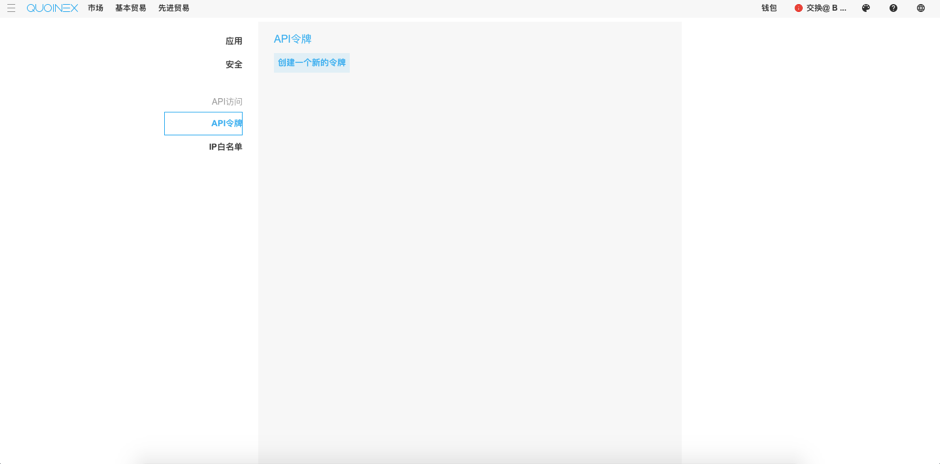 QUOINEX 市场 基本贸易 先进贸易 钱包 交换@ B ...
应用
安全
API访问
API令牌
IP白名单
API令牌
创建一个新的令牌